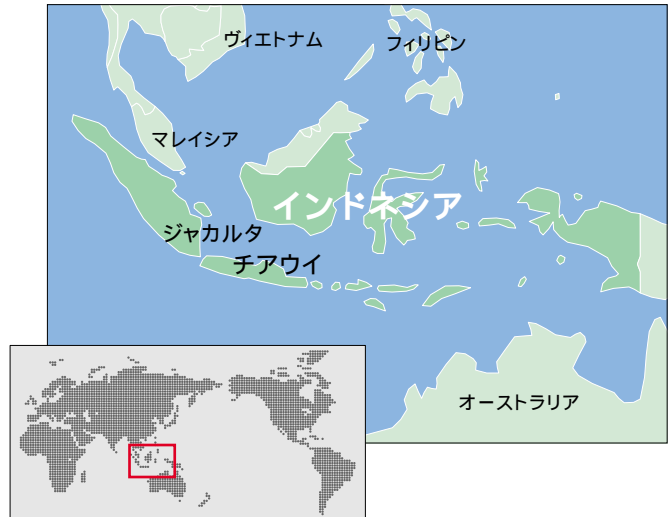 ヴィエトナム
フィリピン
マレイシア
インドネシア
ジャカルタ
チアウイ
オーストラリア